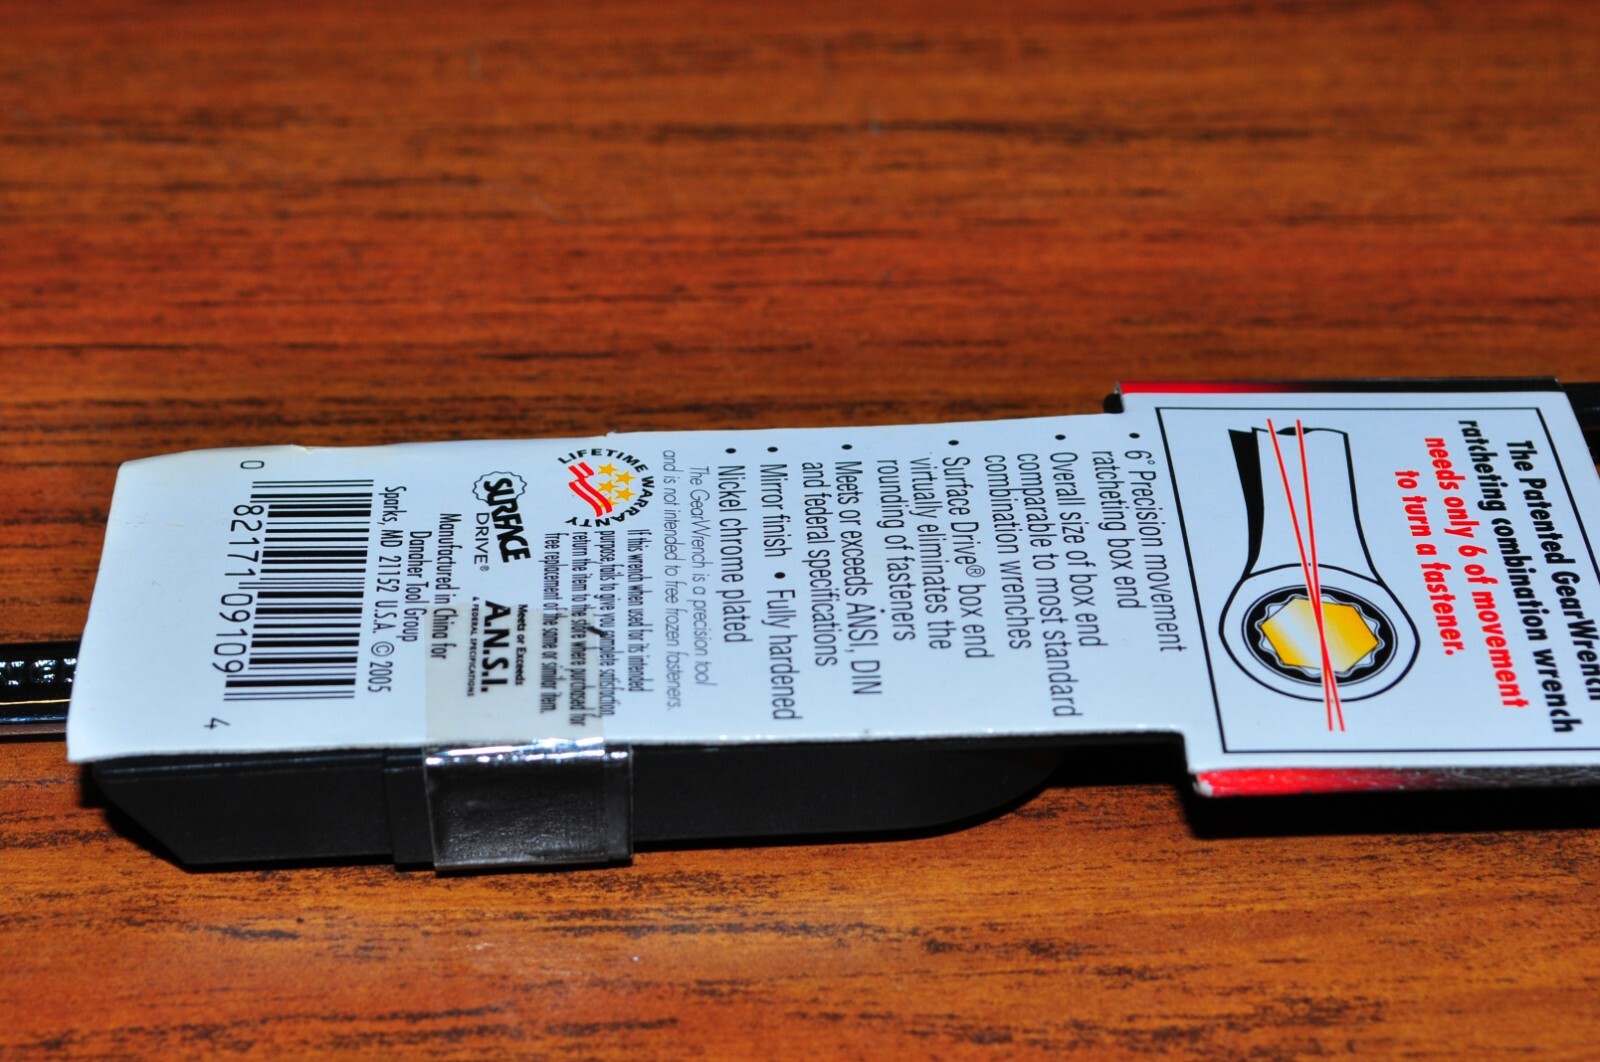 The Patented GearWrench
ratcheting combination wrench
needs only 6° of movement
to turn a fastener.
• 6° Precision movement
ratcheting box end
• Overall size of box end
comparable to most standard
combination wrenches
• Surface Drive® box end
virtually eliminates the
rounding of fasteners
• Meets or exceeds ANSI, DIN
and federal specifications
• Mirror finish • Fully hardened
• Nickel chrome plated
The GearWrench is a precision tool
and is not intended to free frozen fasteners.
LIFETIME WARRANTY
If this wrench when used for its intended
purpose, fails to give you complete satisfaction,
return the item to the store where purchased for
free replacement of the same or similar item.
SURFACE
DRIVE®
Meets or Exceeds
A.N.S.I.
& FEDERAL SPECIFICATIONS
Manufactured in China for
Danaher Tool Group
Sparks, MD 21152 U.S.A. © 2005
0 82171 09109 4